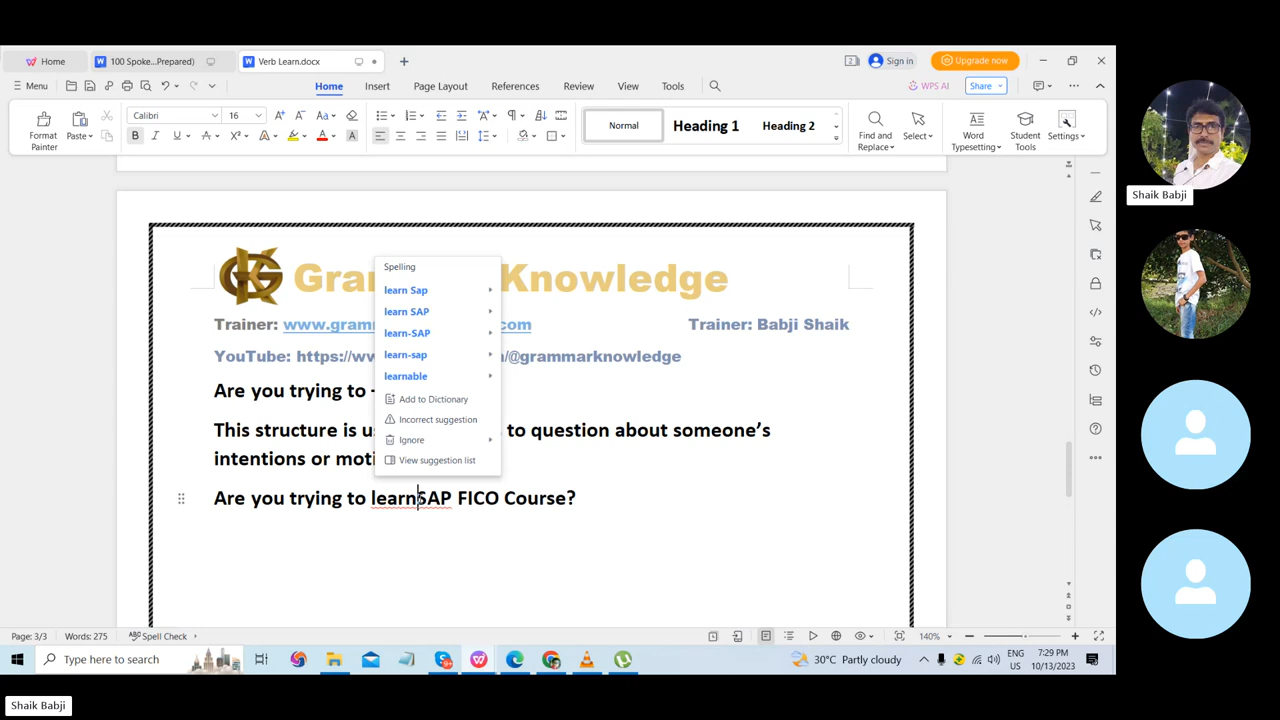 Home
100 Spoke...Prepared)
Verb Learn.docx
Sign in
Upgrade now
Menu
Home
Insert
Page Layout
References
Review
View
Tools
WPS AI
Share
Format Painter
Paste
Calibri
16
Normal
Heading 1
Heading 2
Find and Replace
Select
Word Typesetting
Student Tools
Settings
Shaik Babji
Spelling
learn Sap
learn SAP
learn-SAP
learn-sap
learnable
Add to Dictionary
Incorrect suggestion
Ignore
View suggestion list
Gra Knowledge
Trainer: www.gram com Trainer: Babji Shaik
YouTube: https://ww /@grammarknowledge
Are you trying to -
This structure is u to question about someone’s
intentions or moti
Are you trying to learnSAP FICO Course?
Page: 3/3
Words: 275
Spell Check
140%
Type here to search
30°C Partly cloudy
ENG
US
7:29 PM
10/13/2023
Shaik Babji